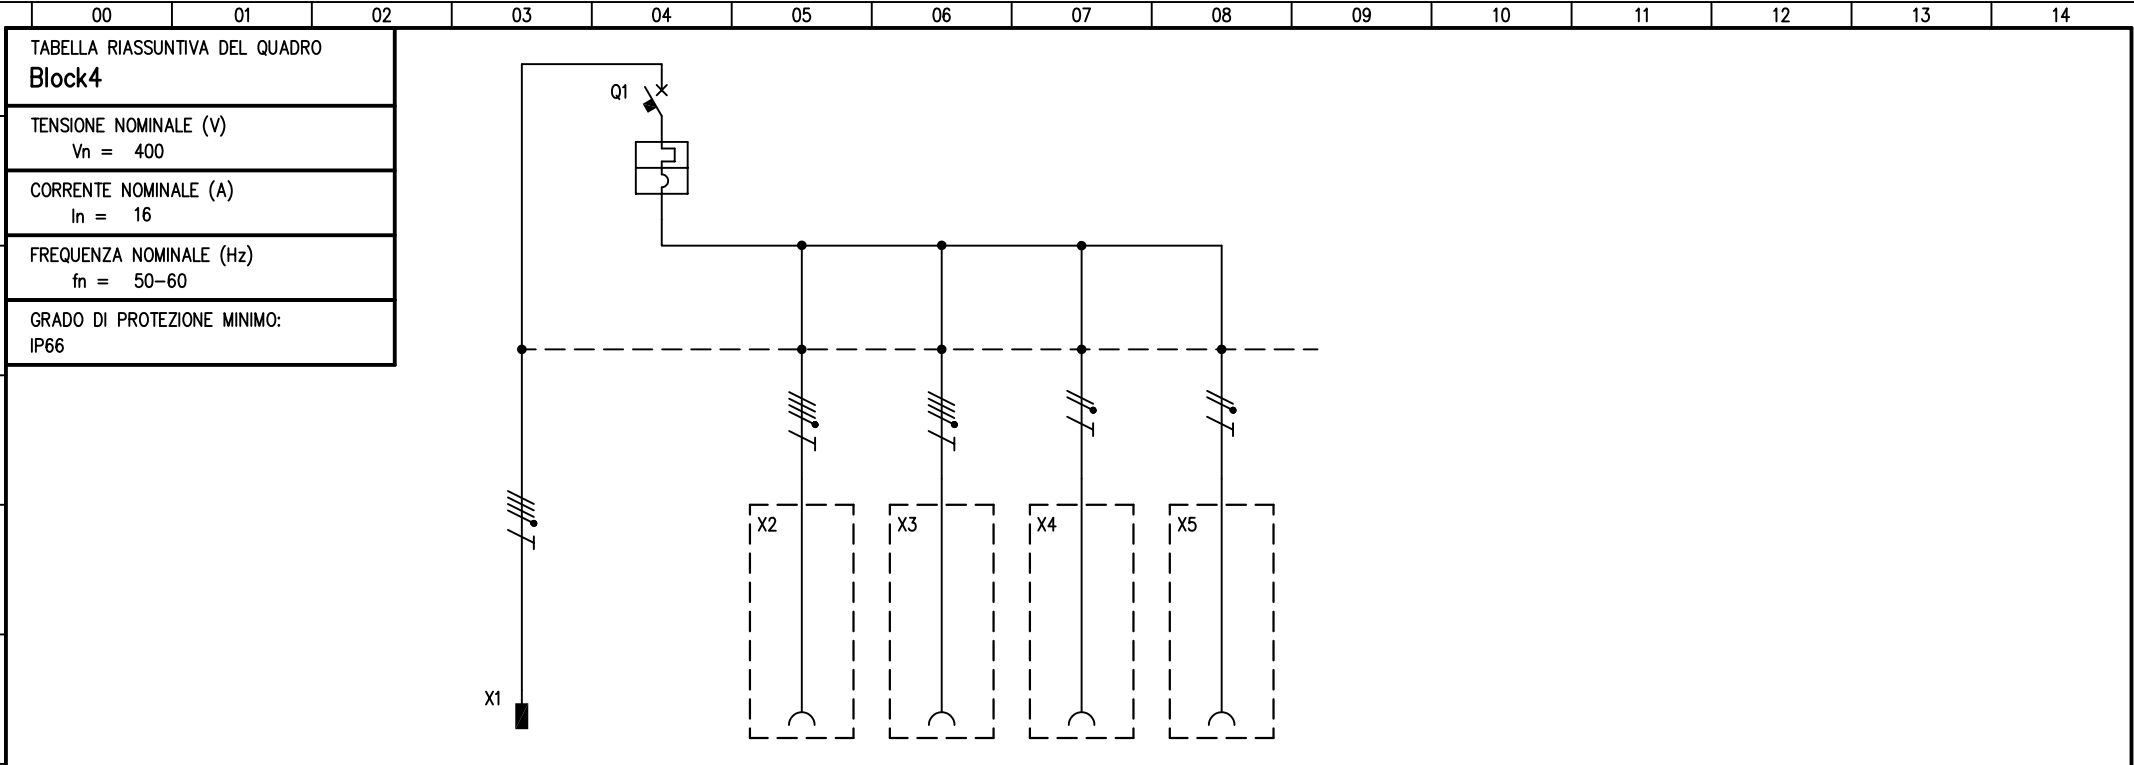 00 01 02 03 04 05 06 07 08 09 10 11 12 13 14
TABELLA RIASSUNTIVA DEL QUADRO
Block4
TENSIONE NOMINALE (V)
Vn = 400
CORRENTE NOMINALE (A)
In = 16
FREQUENZA NOMINALE (Hz)
fn = 50-60
GRADO DI PROTEZIONE MINIMO:
IP66
Q1
X2 X3 X4 X5
X1